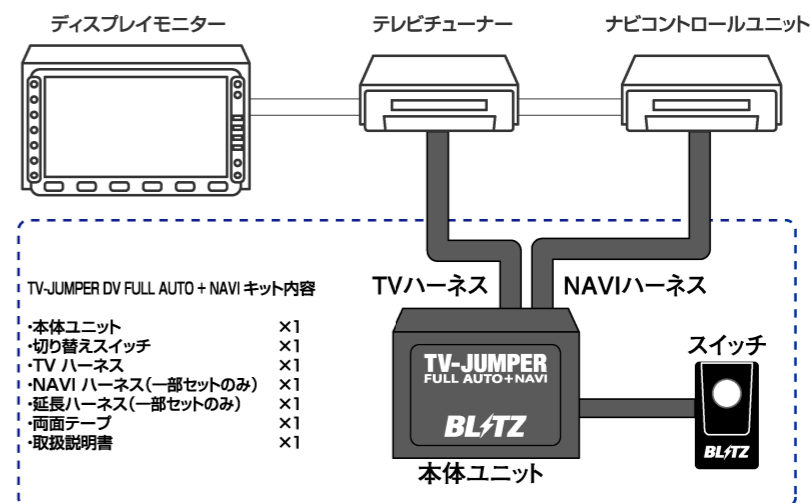 ディスプレイモニター
テレビチューナー
ナビコントロールユニット
TV-JUMPER DV FULL AUTO + NAVI キット内容
・本体ユニット ×1
・切り替えスイッチ ×1
・TV ハーネス ×1
・NAVI ハーネス（一部セットのみ） ×1
・延長ハーネス（一部セットのみ） ×1
・両面テープ ×1
・取扱説明書 ×1
TVハーネス
NAVIハーネス
TV-JUMPER
FULL AUTO+NAVI
BLITZ
本体ユニット
スイッチ
BLITZ